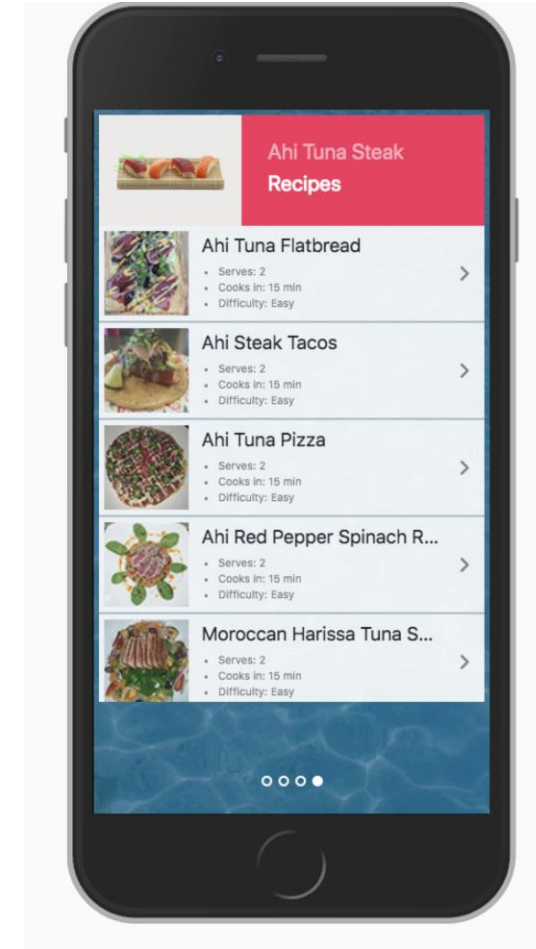 Ahi Tuna Steak
Recipes
Ahi Tuna Flatbread
Serves: 2
Cooks in: 15 min
Difficulty: Easy
Ahi Steak Tacos
Serves: 2
Cooks in: 15 min
Difficulty: Easy
Ahi Tuna Pizza
Serves: 2
Cooks in: 15 min
Difficulty: Easy
Ahi Red Pepper Spinach R...
Serves: 2
Cooks in: 15 min
Difficulty: Easy
Moroccan Harissa Tuna S...
Serves: 2
Cooks in: 15 min
Difficulty: Easy